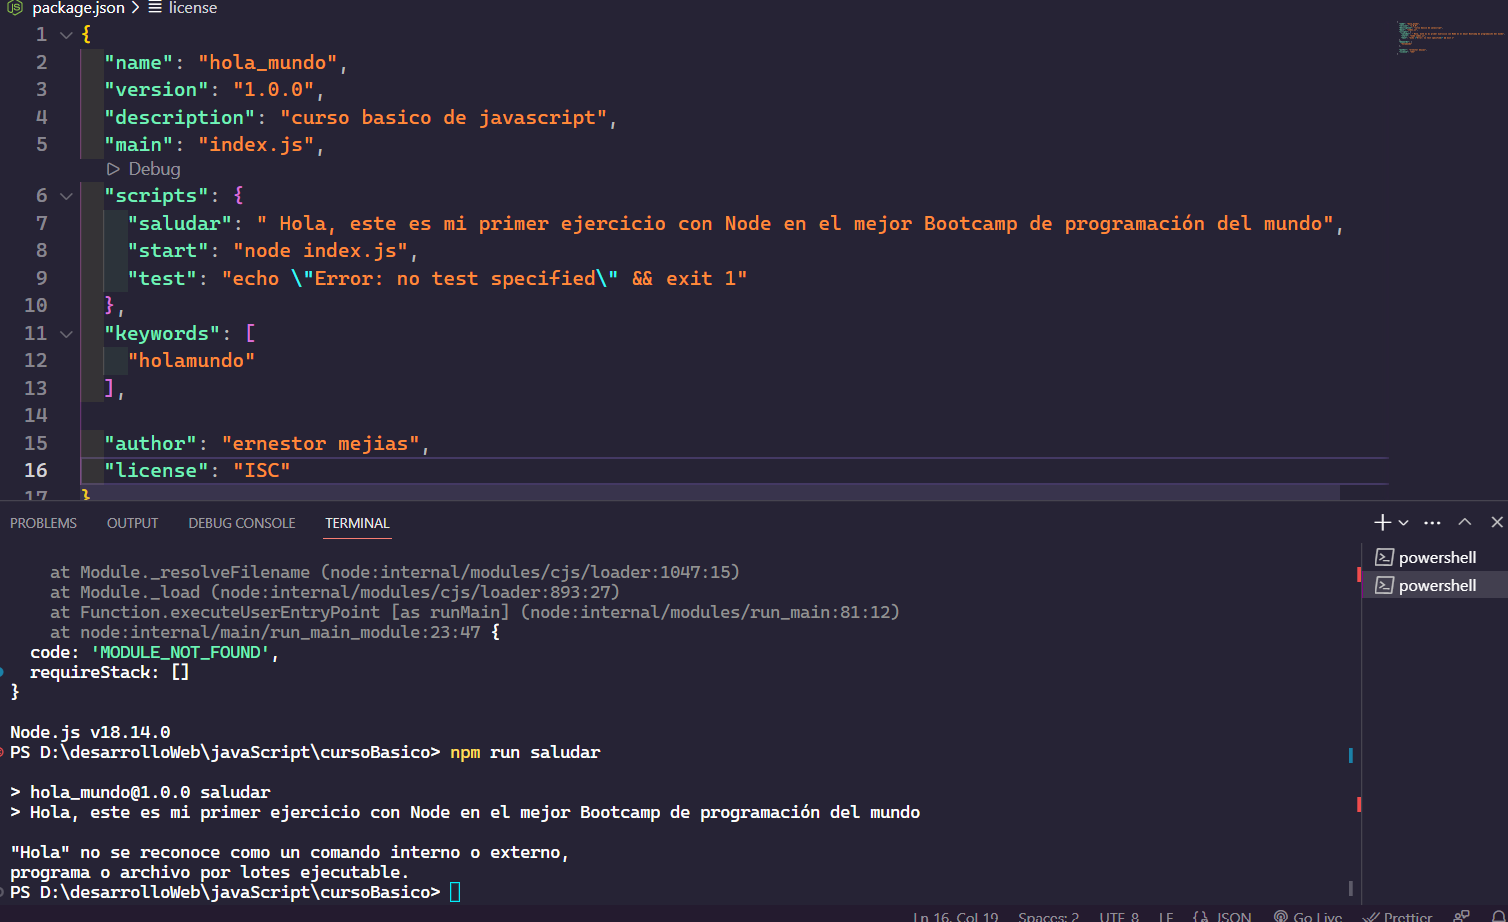 package.json > license
1 {
2 "name": "hola_mundo",
3 "version": "1.0.0",
4 "description": "curso basico de javascript",
5 "main": "index.js",
Debug
6 "scripts": {
7 "saludar": " Hola, este es mi primer ejercicio con Node en el mejor Bootcamp de programación del mundo",
8 "start": "node index.js",
9 "test": "echo \"Error: no test specified\" && exit 1"
10 },
11 "keywords": [
12 "holamundo"
13 ],
14
15 "author": "ernestor mejias",
16 "license": "ISC"
17 }
PROBLEMS OUTPUT DEBUG CONSOLE TERMINAL
powershell
powershell
at Module._resolveFilename (node:internal/modules/cjs/loader:1047:15)
at Module._load (node:internal/modules/cjs/loader:893:27)
at Function.executeUserEntryPoint [as runMain] (node:internal/modules/run_main:81:12)
at node:internal/main/run_main_module:23:47 {
code: 'MODULE_NOT_FOUND',
requireStack: []
}
Node.js v18.14.0
PS D:\desarrolloWeb\javaScript\cursoBasico> npm run saludar
> hola_mundo@1.0.0 saludar
> Hola, este es mi primer ejercicio con Node en el mejor Bootcamp de programación del mundo
"Hola" no se reconoce como un comando interno o externo,
programa o archivo por lotes ejecutable.
PS D:\desarrolloWeb\javaScript\cursoBasico>
Ln 16, Col 19 Spaces: 2 UTF-8 LF {} JSON Go Live Prettier